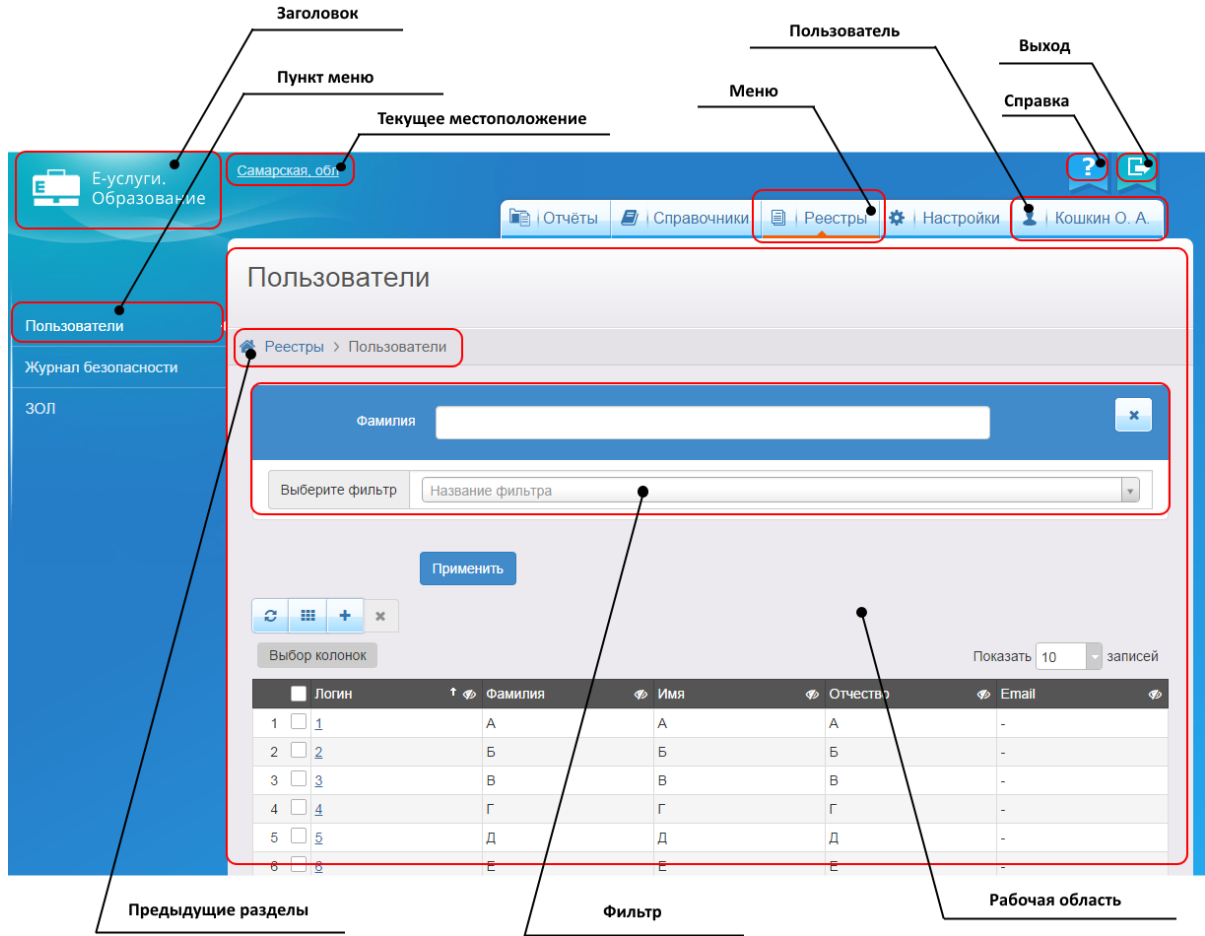 Заголовок
Пользователь
Выход
Пункт меню
Меню
Справка
Текущее местоположение
Самарская, обл
?
E
Е-услуги.
Образование
Отчёты
Справочники
Реестры
Настройки
Кошкин О. А.
Пользователи
Пользователи
Реестры > Пользователи
Журнал безопасности
ЗОЛ
Фамилия
Выберите фильтр
Название фильтра
Применить
Выбор колонок
Показать 10 записей
Логин Фамилия Имя Отчество Email
1 1 А А А -
2 2 Б Б Б -
3 3 В В В -
4 4 Г Г Г -
5 5 Д Д Д -
6 6 Е Е Е -
Предыдущие разделы
Фильтр
Рабочая область